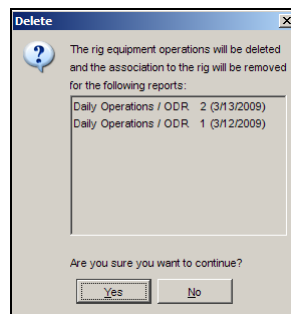 Delete
The rig equipment operations will be deleted
and the association to the rig will be removed
for the following reports:
Daily Operations / ODR 2 (3/13/2009)
Daily Operations / ODR 1 (3/12/2009)
Are you sure you want to continue?
Yes No